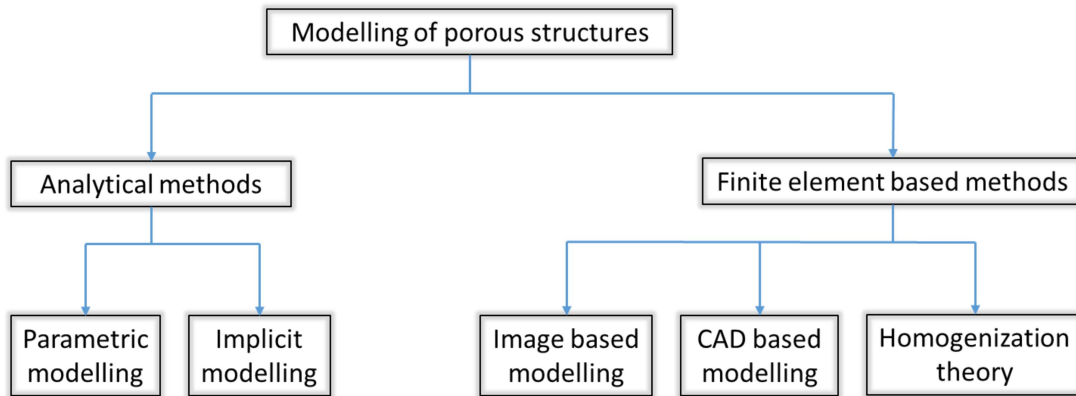 Modelling of porous structures
Analytical methods
Finite element based methods
Parametric
modelling
Implicit
modelling
Image based
modelling
CAD based
modelling
Homogenization
theory